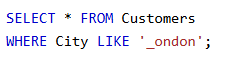 SELECT * FROM Customers
WHERE City LIKE '_ondon';